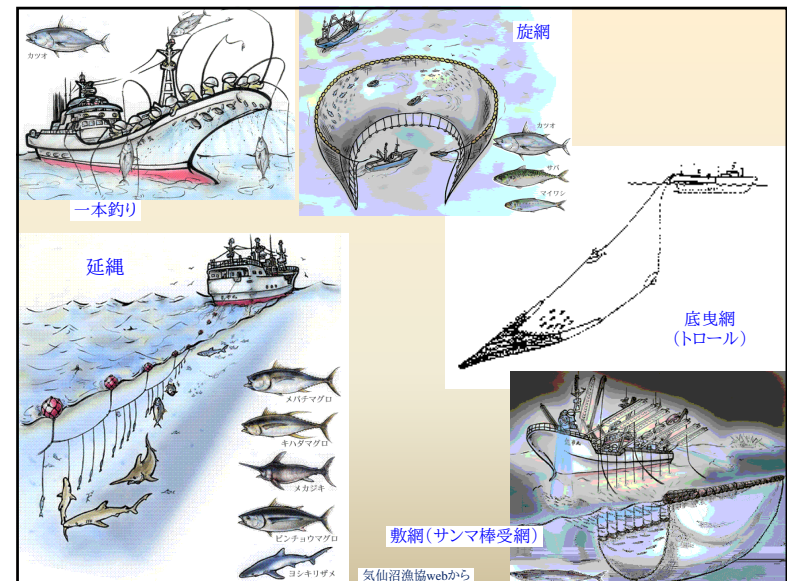 カツオ
一本釣り
旋網
カツオ
サバ
マイワシ
延縄
メバチマグロ
キハダマグロ
メカジキ
ビンチョウマグロ
ヨシキリザメ
底曳網
(トロール)
敷網(サンマ棒受網)
気仙沼漁協webから